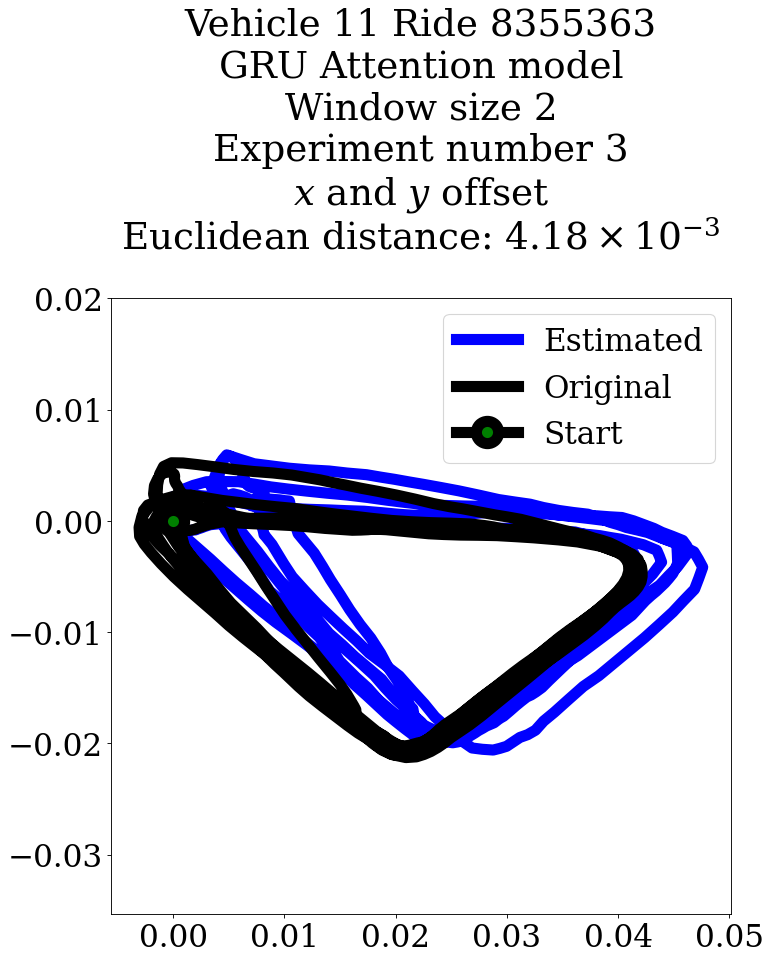 Vehicle 11 Ride 8355363
GRU Attention model
Window size 2
Experiment number 3
x and y offset
Euclidean distance: 4.18 × 10⁻³
Estimated
Original
Start
0.02
0.01
0.00
−0.01
−0.02
−0.03
0.00 0.01 0.02 0.03 0.04 0.05